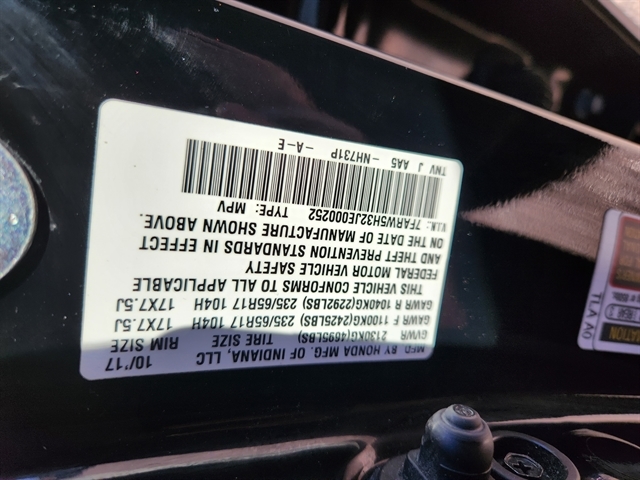 MFD. BY HONDA MFG. OF INDIANA, LLC 10/'17
GVWR 2130KG(4695LBS) TIRE SIZE RIM SIZE
GAWR F 1100KG(2425LBS) 235/65R17 104H 17X7.5J
GAWR R 1040KG(2292LBS) 235/65R17 104H 17X7.5J
THIS VEHICLE CONFORMS TO ALL APPLICABLE
FEDERAL MOTOR VEHICLE SAFETY
AND THEFT PREVENTION STANDARDS IN EFFECT
ON THE DATE OF MANUFACTURE SHOWN ABOVE.
V.I.N.: 7FARW5H32JE000252 TYPE: MPV
TNV J AA5 -NH731P -A-E
TLA A0